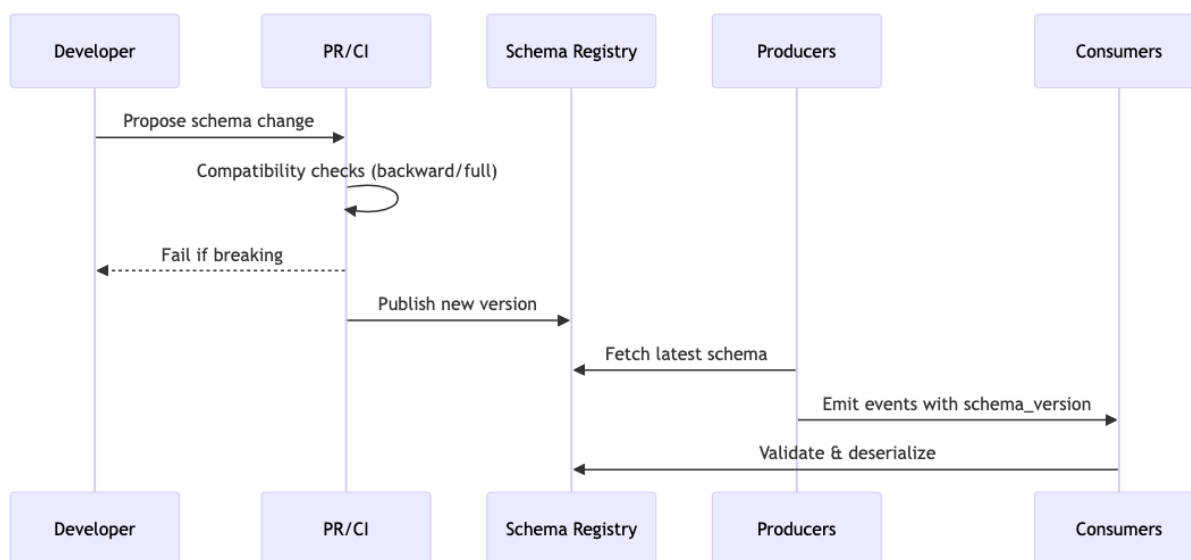 Developer
PR/CI
Schema Registry
Producers
Consumers
Propose schema change
Compatibility checks (backward/full)
Fail if breaking
Publish new version
Fetch latest schema
Emit events with schema_version
Validate & deserialize
Developer
PR/CI
Schema Registry
Producers
Consumers